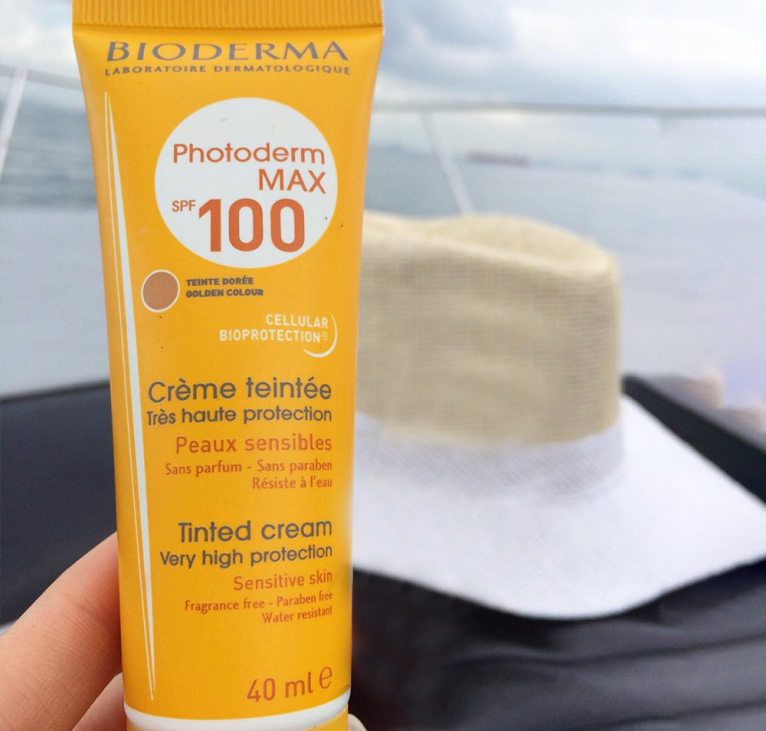 BIODERMA
LABORATOIRE DERMATOLOGIQUE
Photoderm
MAX
SPF 100
TEINTE DORÉE
GOLDEN COLOUR
CELLULAR
BIOPROTECTION®
Crème teintée
Très haute protection
Peaux sensibles
Sans parfum - Sans paraben
Résiste à l'eau
Tinted cream
Very high protection
Sensitive skin
Fragrance free - Paraben free
Water resistant
40 ml e